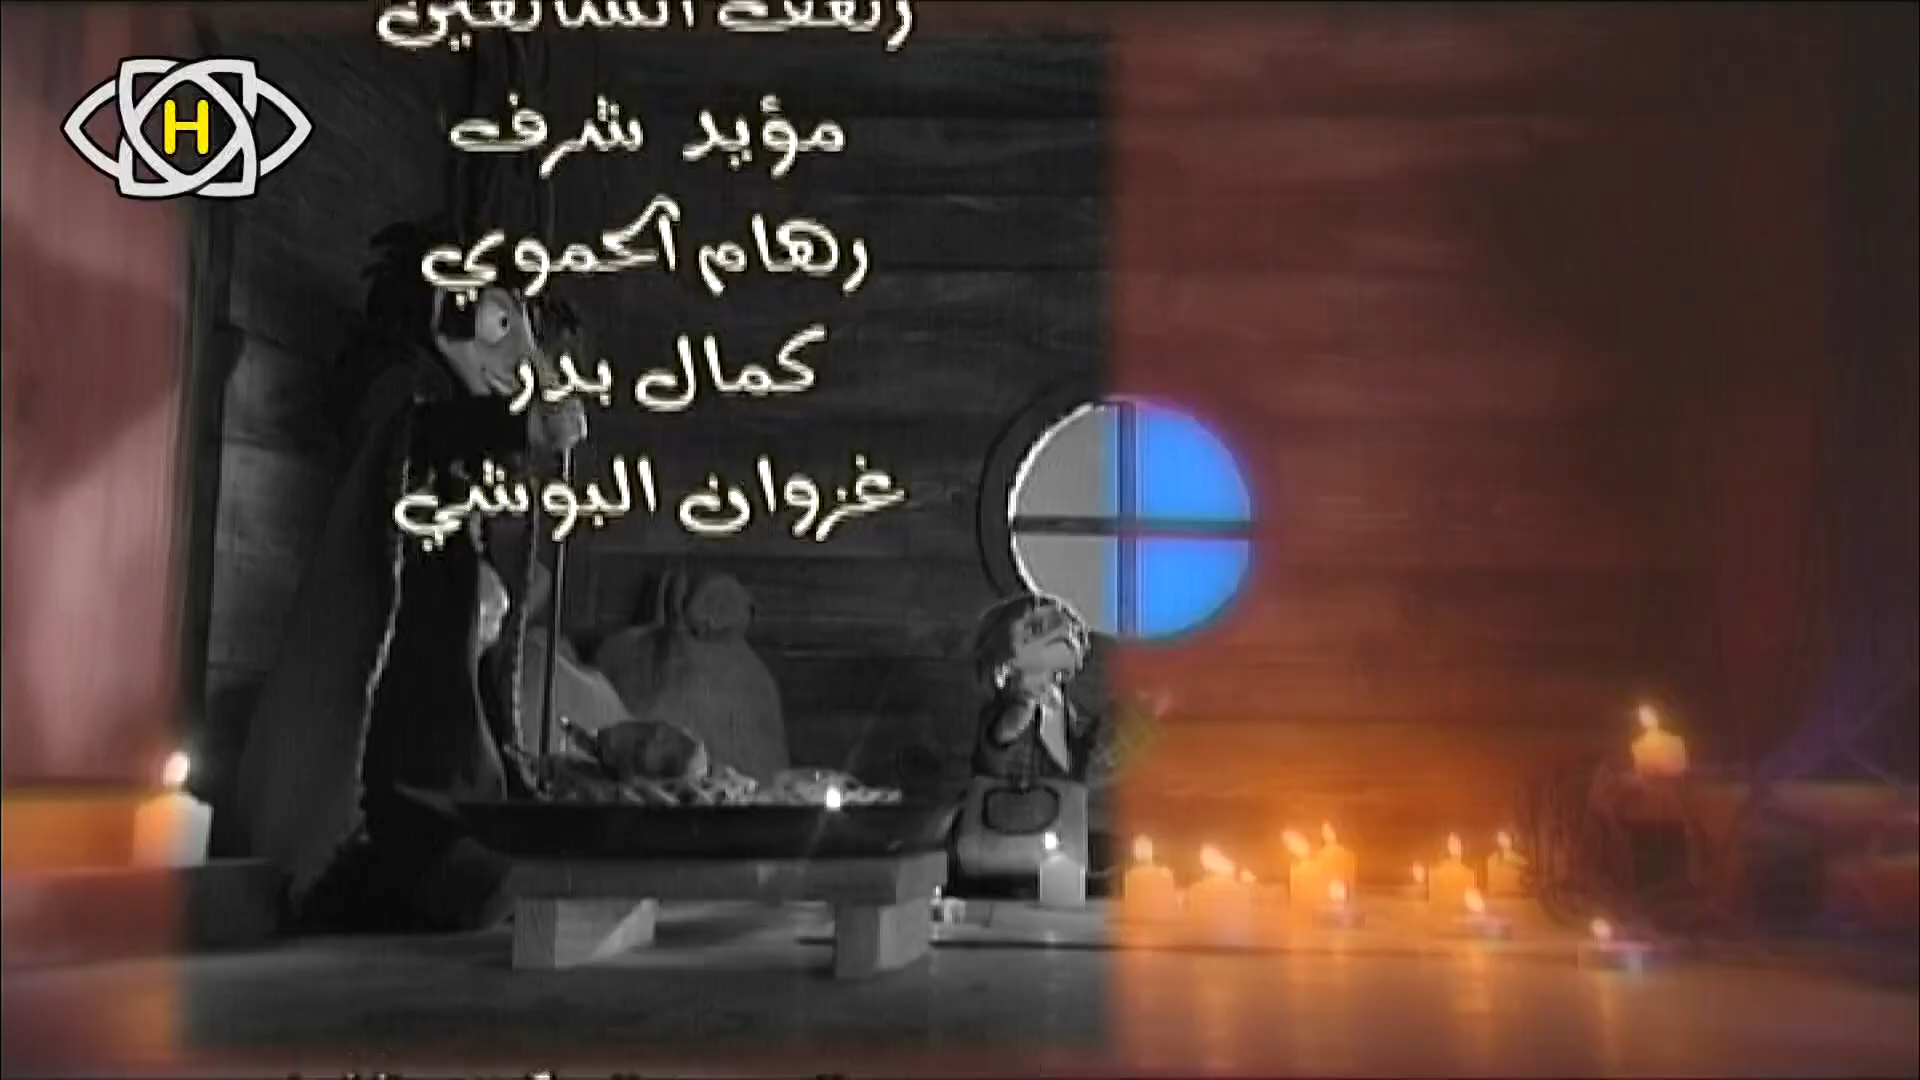 H
مؤيد شرف
رهام الحموي
كمال بدر
غزوان البوشي